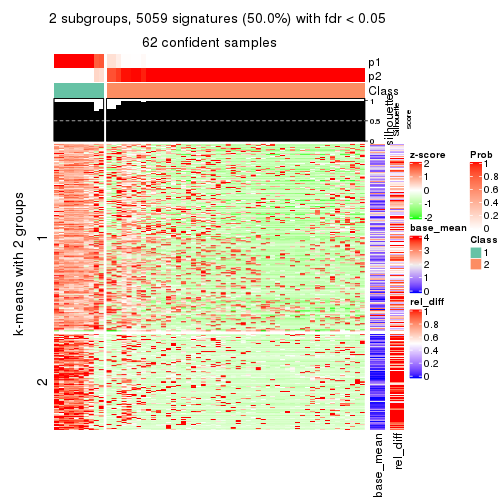 2 subgroups, 5059 signatures (50.0%) with fdr < 0.05
62 confident samples
p1
p2
Class
silhouette
Silhouette
score
1
0.5
0
k-means with 2 groups
1
2
base_mean
rel_diff
z-score
2
1
0
-1
-2
base_mean
4
3
2
1
0
rel_diff
1
0.8
0.6
0.4
0.2
0
Prob
1
0.8
0.6
0.4
0.2
0
Class
1
2